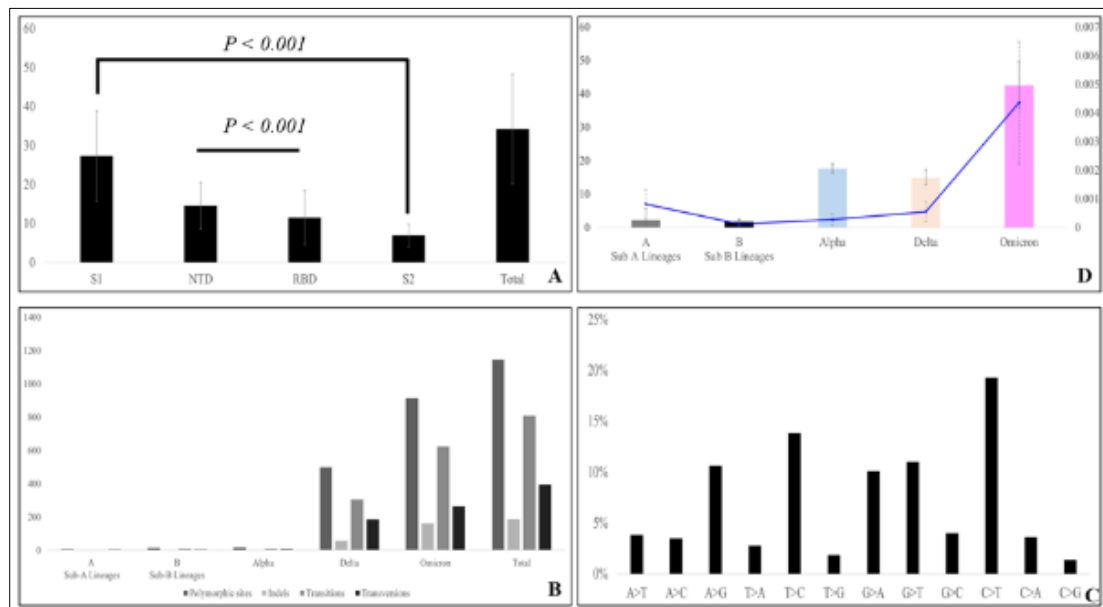 60
50
40
30
20
10
0
P < 0.001
P < 0.001
S1 NTD RBD S2 Total
A
60
50
40
30
20
10
0
0.007
0.006
0.005
0.004
0.003
0.002
0.001
0
A B Alpha Delta Omicron
Sub A Lineages Sub B Lineages
D
1400
1200
1000
800
600
400
200
0
A B Alpha Delta Omicron Total
Sub-A Lineages Sub-B Lineages
Polymorphic sites Indels Transitions Transversions
B
25%
20%
15%
10%
5%
0%
A>T A>C A>G T>A T>C T>G G>A G>T G>C C>T C>A C>G
C